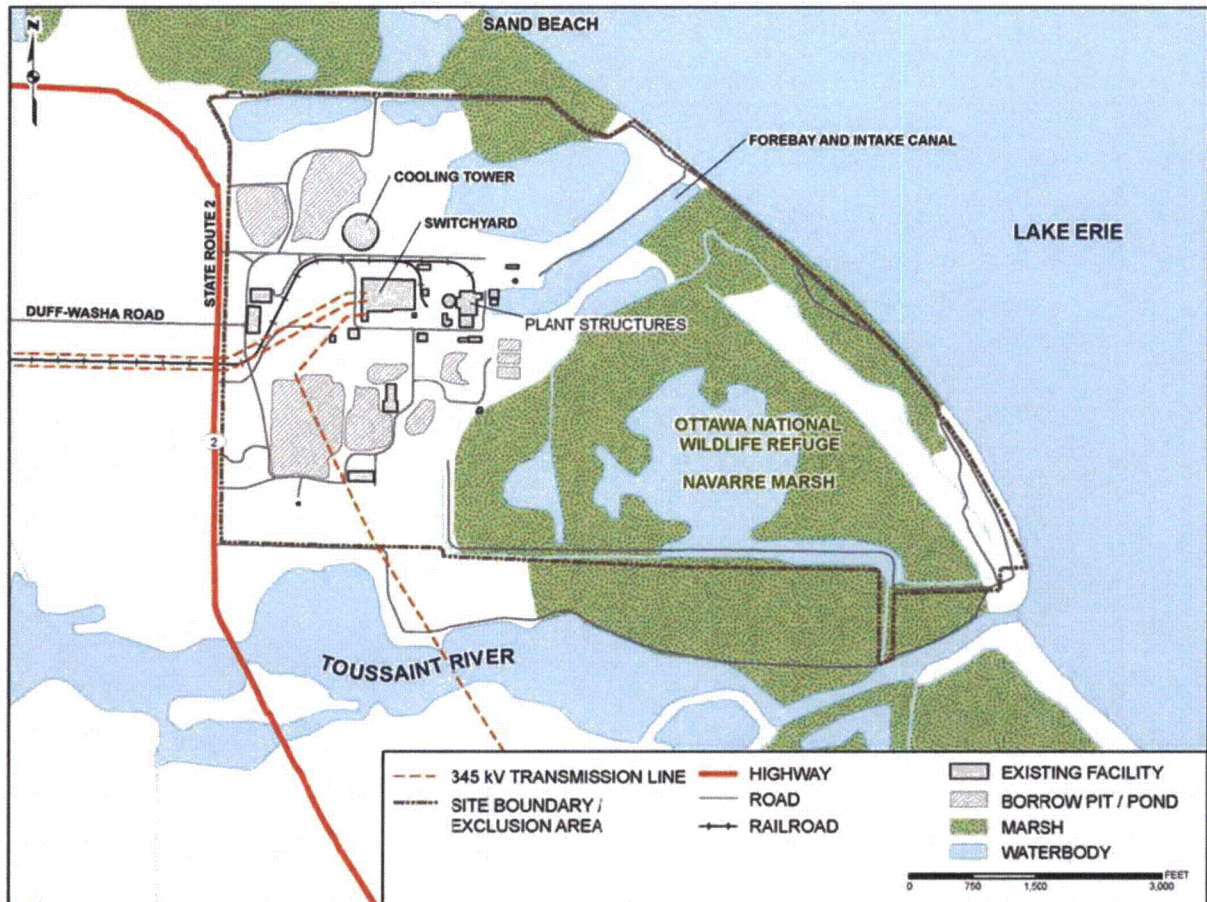 SAND BEACH
N
FOREBAY AND INTAKE CANAL
COOLING TOWER
SWITCHYARD
LAKE ERIE
STATE ROUTE 2
DUFF-WASHA ROAD
PLANT STRUCTURES
OTTAWA NATIONAL
WILDLIFE REFUGE
NAVARRE MARSH
2
TOUSSAINT RIVER
345 kV TRANSMISSION LINE
SITE BOUNDARY /
EXCLUSION AREA
HIGHWAY
ROAD
RAILROAD
EXISTING FACILITY
BORROW PIT / POND
MARSH
WATERBODY
FEET
0 750 1,500 3,000